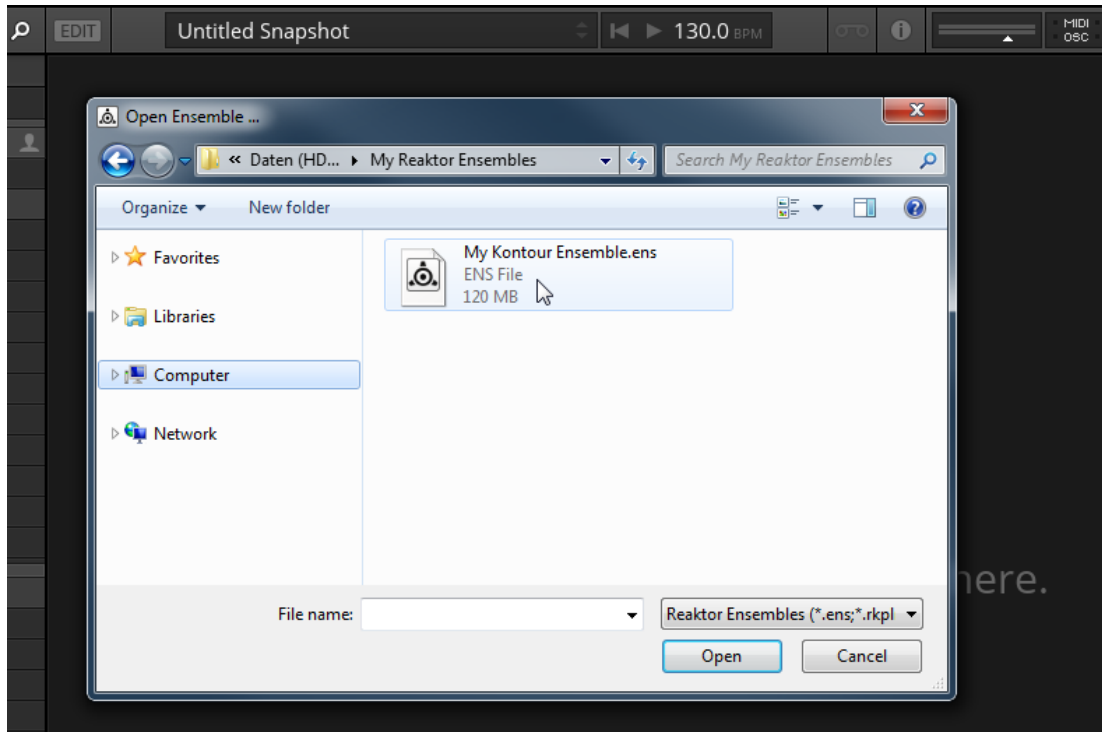 EDIT
Untitled Snapshot
130.0 BPM
MIDI
OSC
Open Ensemble ...
« Daten (HD... My Reaktor Ensembles
Search My Reaktor Ensembles
Organize
New folder
Favorites
My Kontour Ensemble.ens
ENS File
120 MB
Libraries
Computer
Network
here.
File name:
Reaktor Ensembles (*.ens;*.rkpl
Open
Cancel